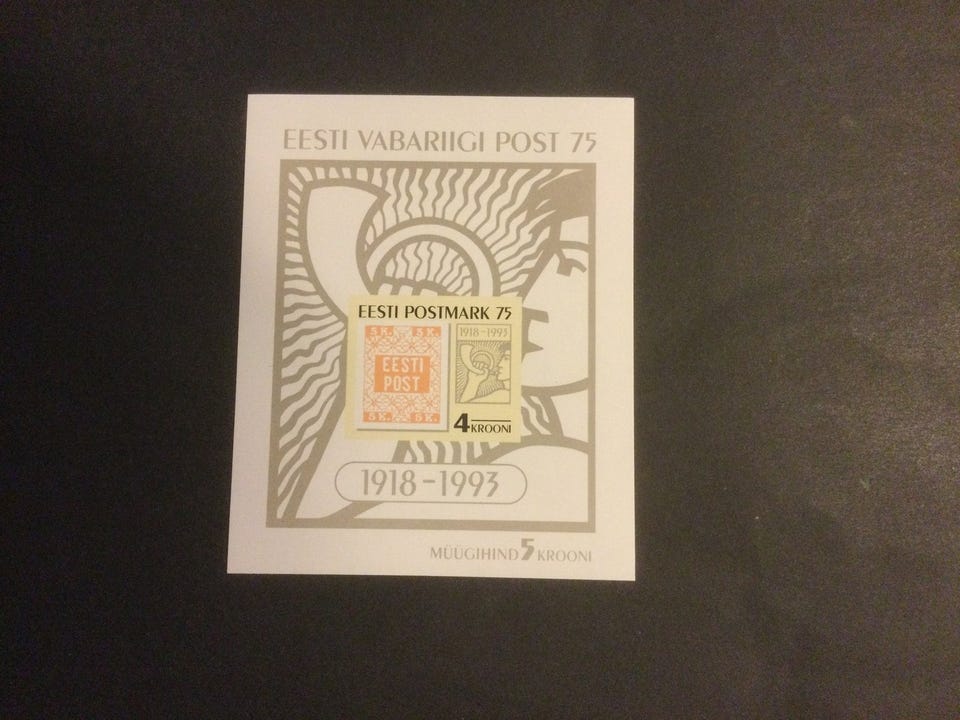 EESTI VABARIIGI POST 75
EESTI POSTMARK 75
5 K. 5 K.
EESTI
POST
5 K. 5 K.
1918-1993
4 KROONI
1918-1993
MÜÜGIHIND 5 KROONI